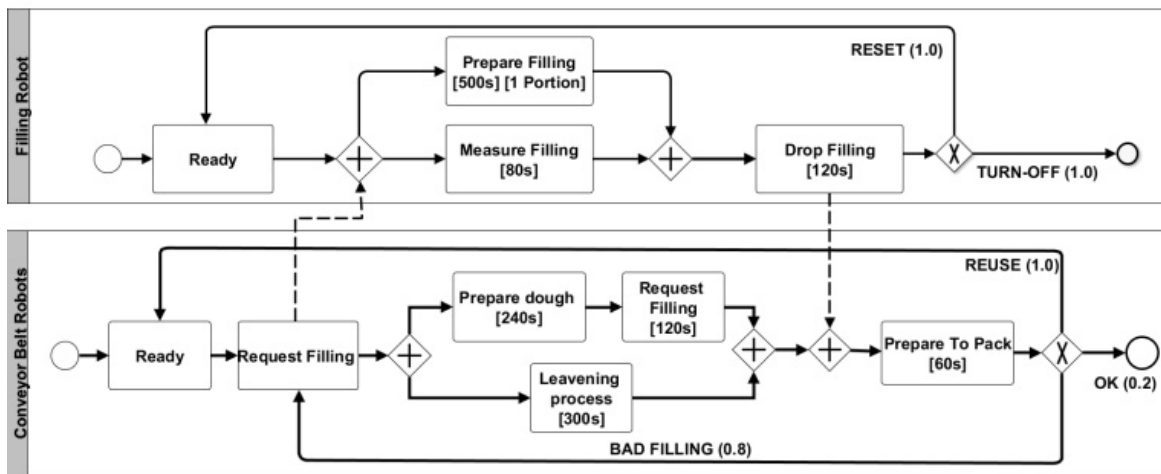 Filling Robot
RESET (1.0)
Prepare Filling
[500s] [1 Portion]
Ready
Measure Filling
[80s]
Drop Filling
[120s]
X
TURN-OFF (1.0)
Conveyor Belt Robots
REUSE (1.0)
Prepare dough
[240s]
Request
Filling
[120s]
Ready
Request Filling
Prepare To Pack
[60s]
X
Leavening
process
[300s]
OK (0.2)
BAD FILLING (0.8)